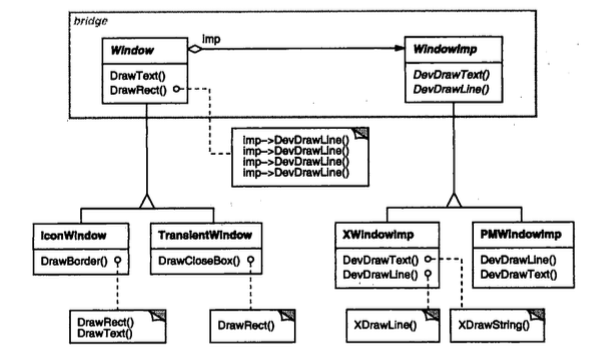 bridge
Window
imp
WindowImp
DrawText()
DrawRect()
DevDrawText()
DevDrawLine()
imp->DevDrawLine()
imp->DevDrawLine()
imp->DevDrawLine()
imp->DevDrawLine()
IconWindow
DrawBorder()
TransientWindow
DrawCloseBox()
XWindowImp
DevDrawText()
DevDrawLine()
PMWindowImp
DevDrawLine()
DevDrawText()
DrawRect()
DrawText()
DrawRect()
XDrawLine()
XDrawString()